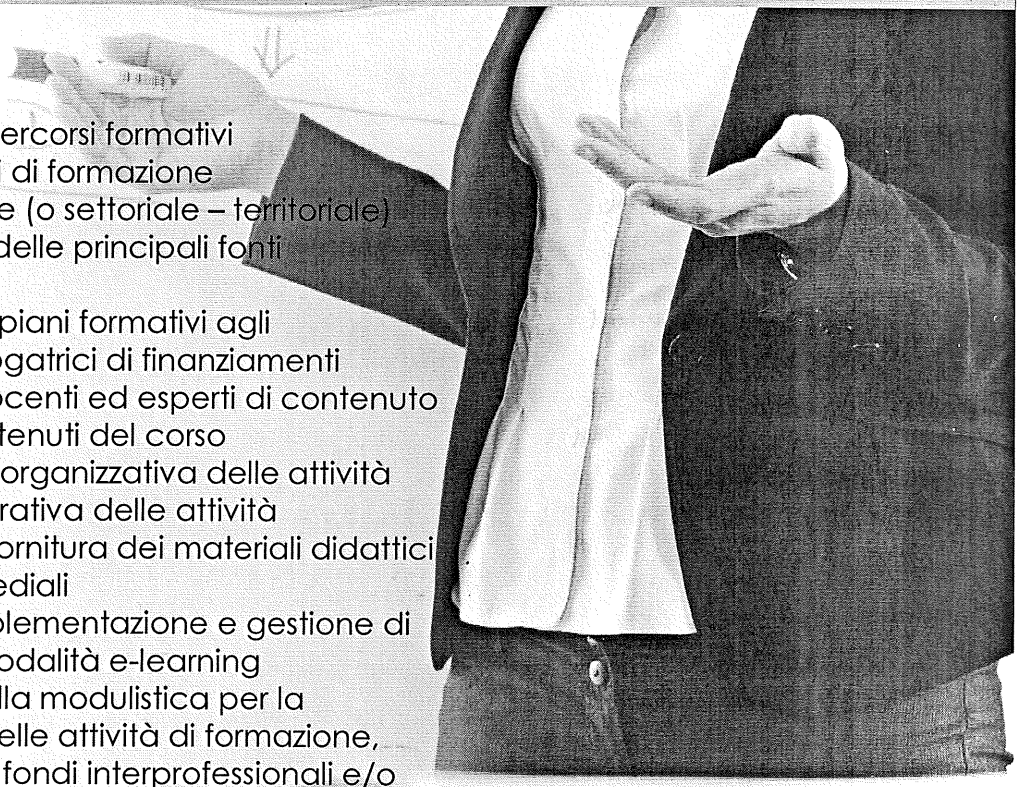 ercorsi formativi
i di formazione
e (o settoriale – territoriale)
delle principali fonti
piani formativi agli
ogatrici di finanziamenti
ocenti ed esperti di contenuto
tenuti del corso
organizzativa delle attività
rativa delle attività
ornitura dei materiali didattici
ediali
plementazione e gestione di
odalità e-learning
lla modulistica per la
elle attività di formazione,
fondi interprofessionali e/o